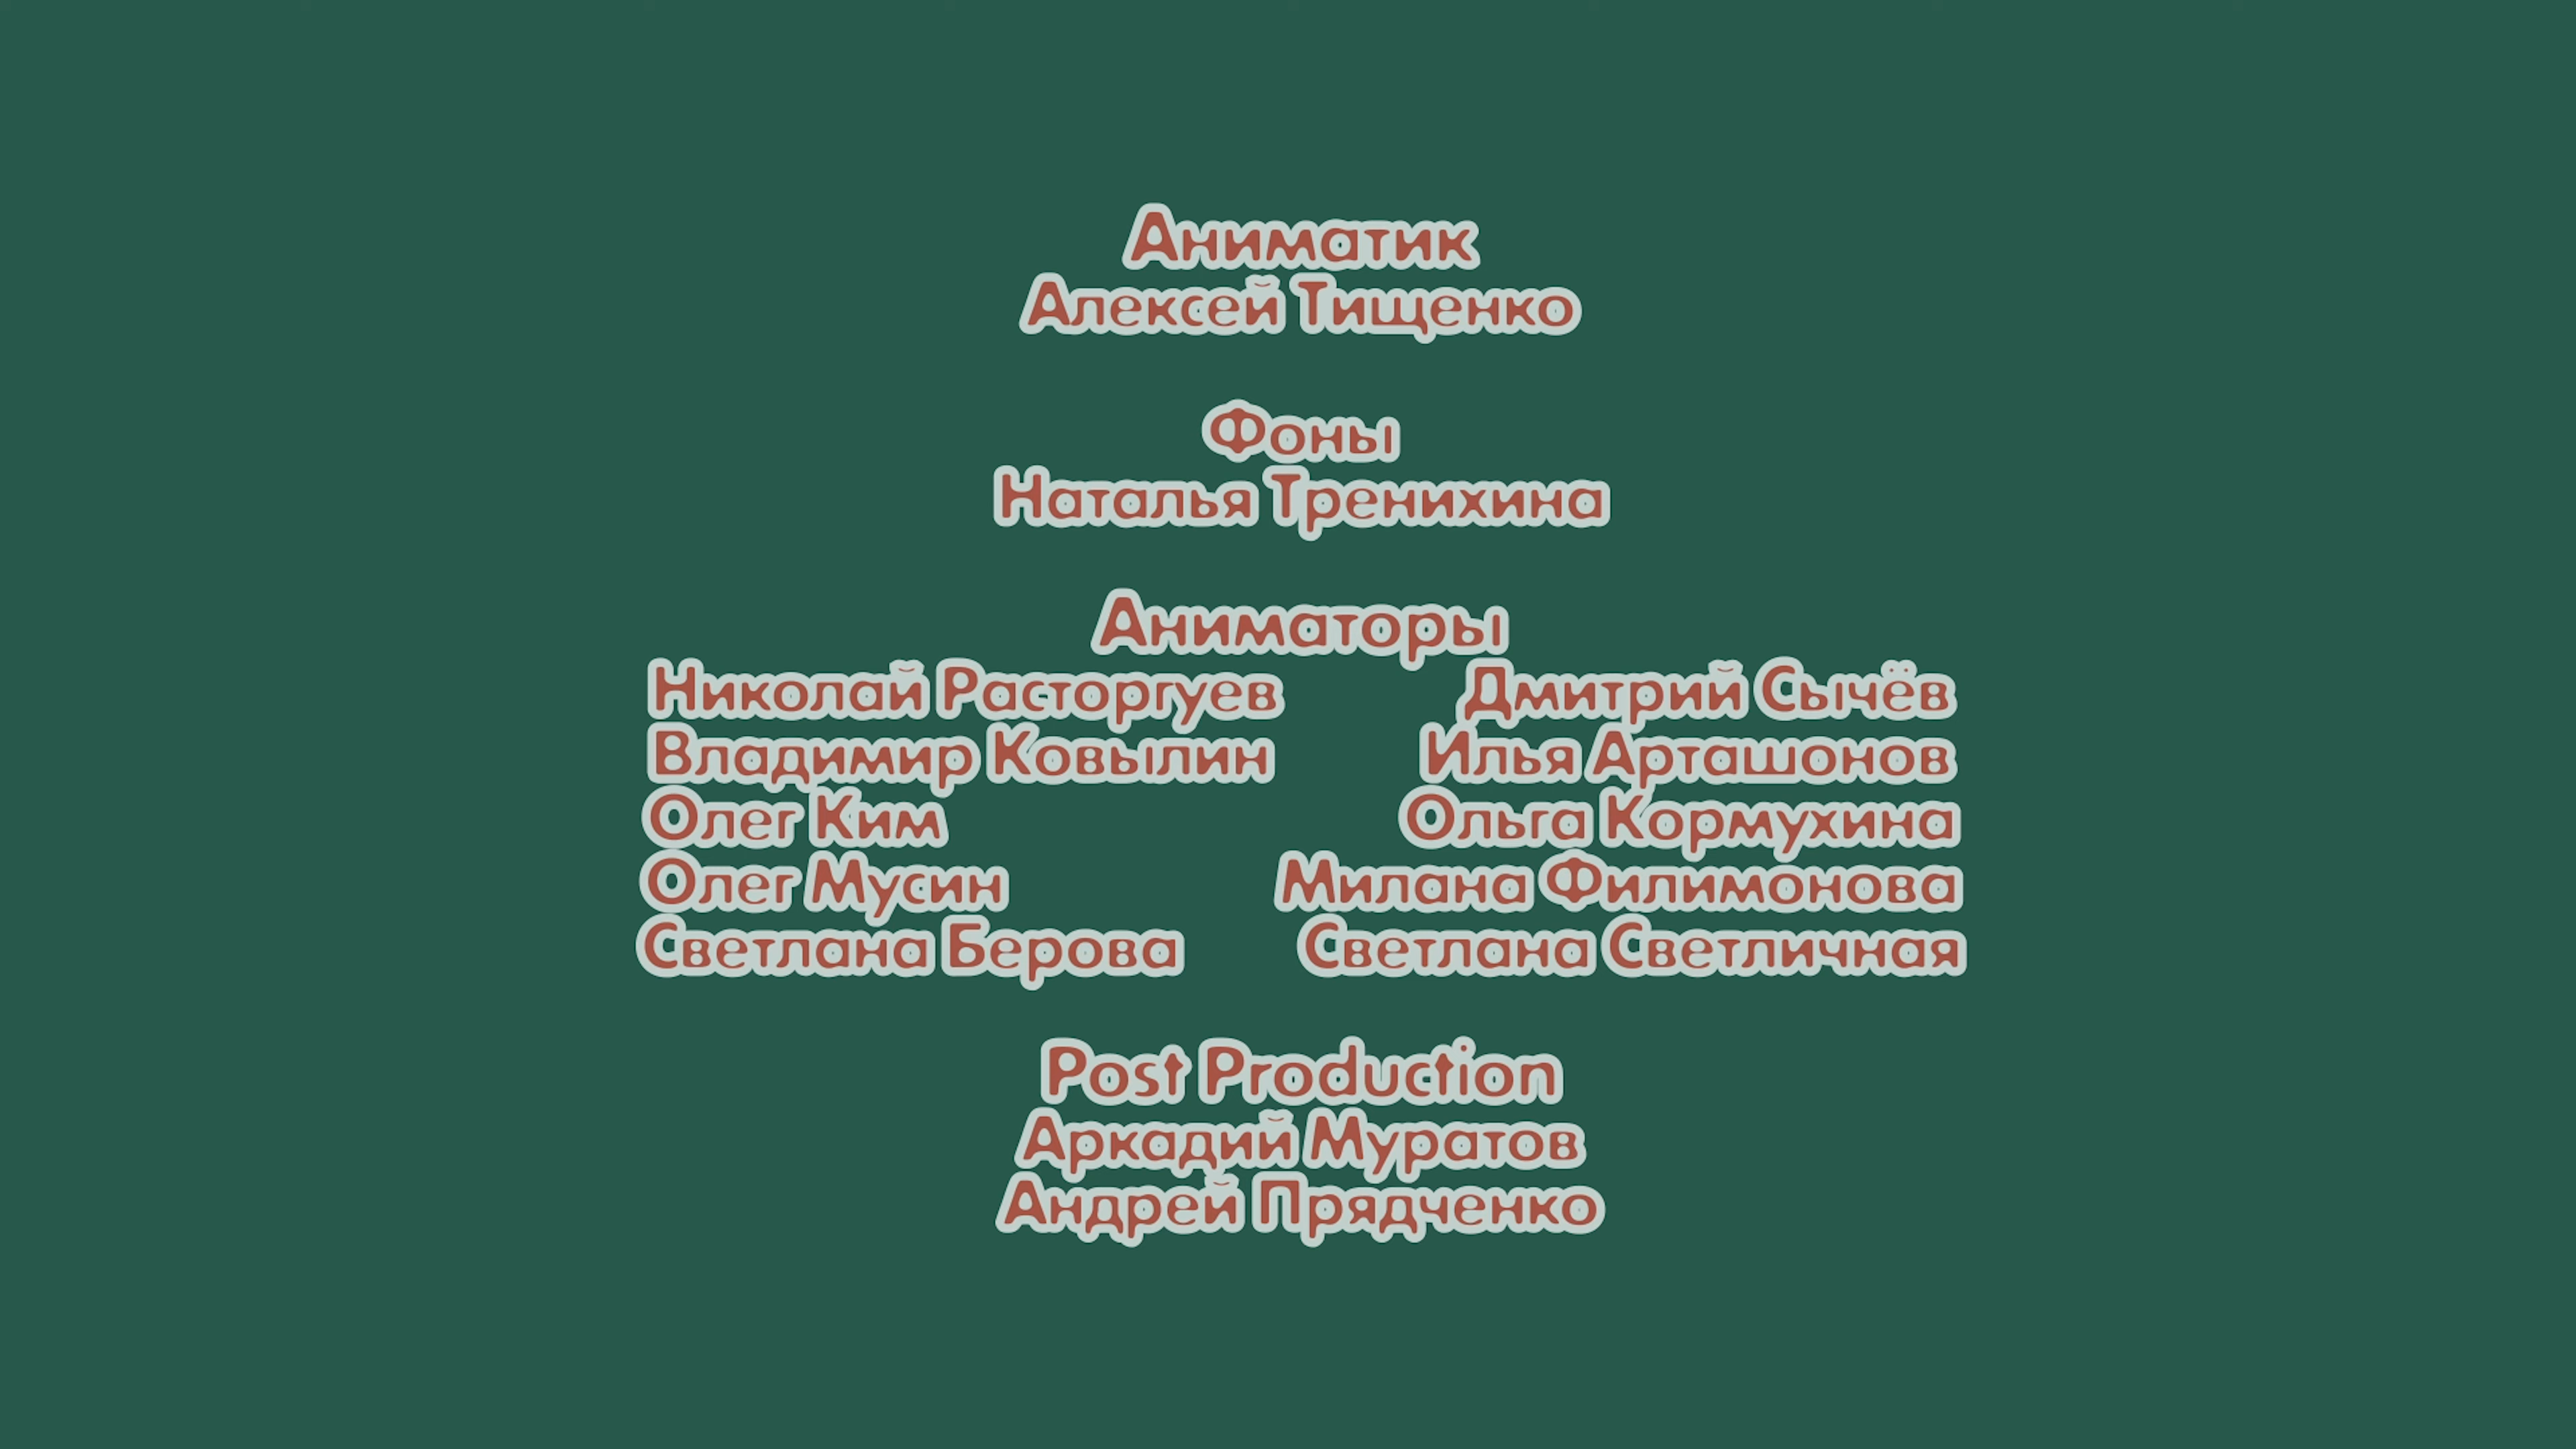 Аниматик
Алексей Тищенко
Фоны
Наталья Тренихина
Аниматоры
Николай Расторгуев Дмитрий Сычёв
Владимир Ковылин Илья Арташонов
Олег Ким Ольга Кормухина
Олег Мусин Милана Филимонова
Светлана Берова Светлана Светличная
Post Production
Аркадий Муратов
Андрей Прядченко